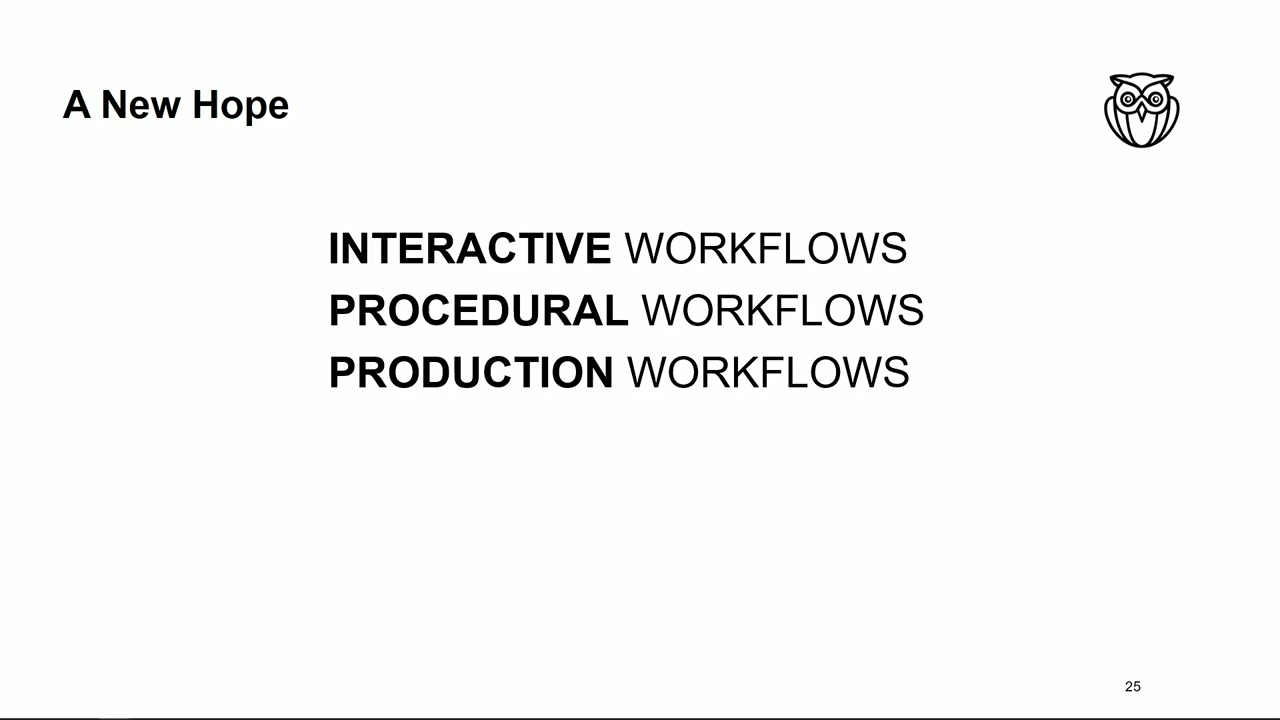 A New Hope
INTERACTIVE WORKFLOWS
PROCEDURAL WORKFLOWS
PRODUCTION WORKFLOWS
25